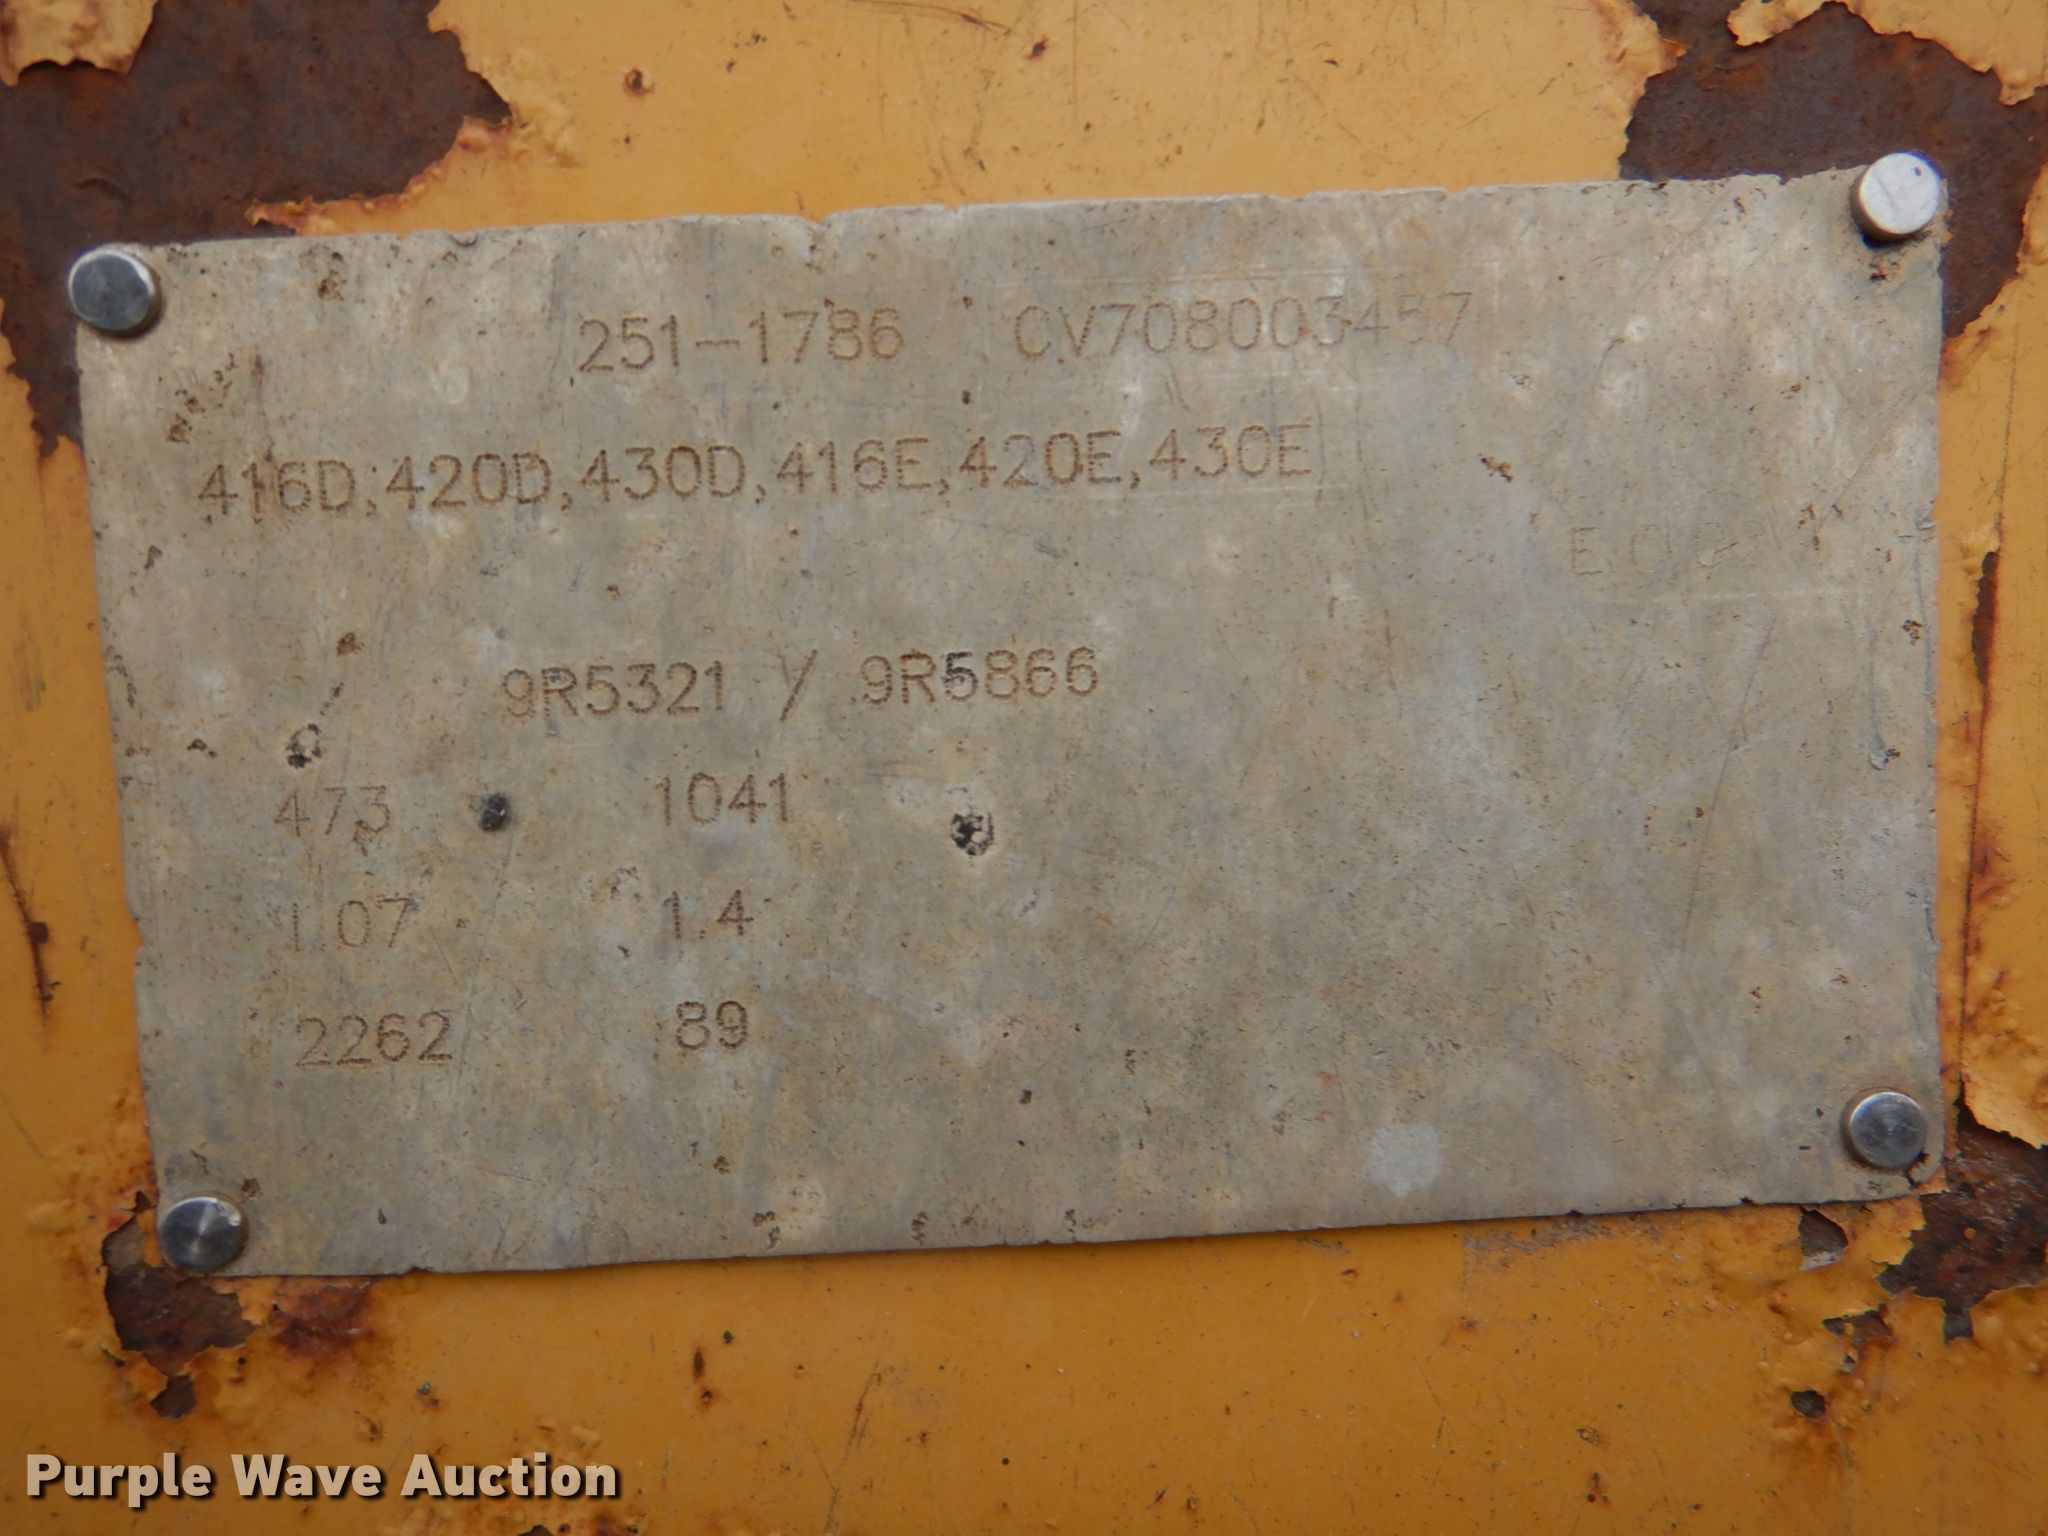 251-1786 CV708003457
416D,420D,430D,416E,420E,430E
9R5321 / 9R5866
473 1041
1.07 1.4
2262 89
Purple Wave Auction